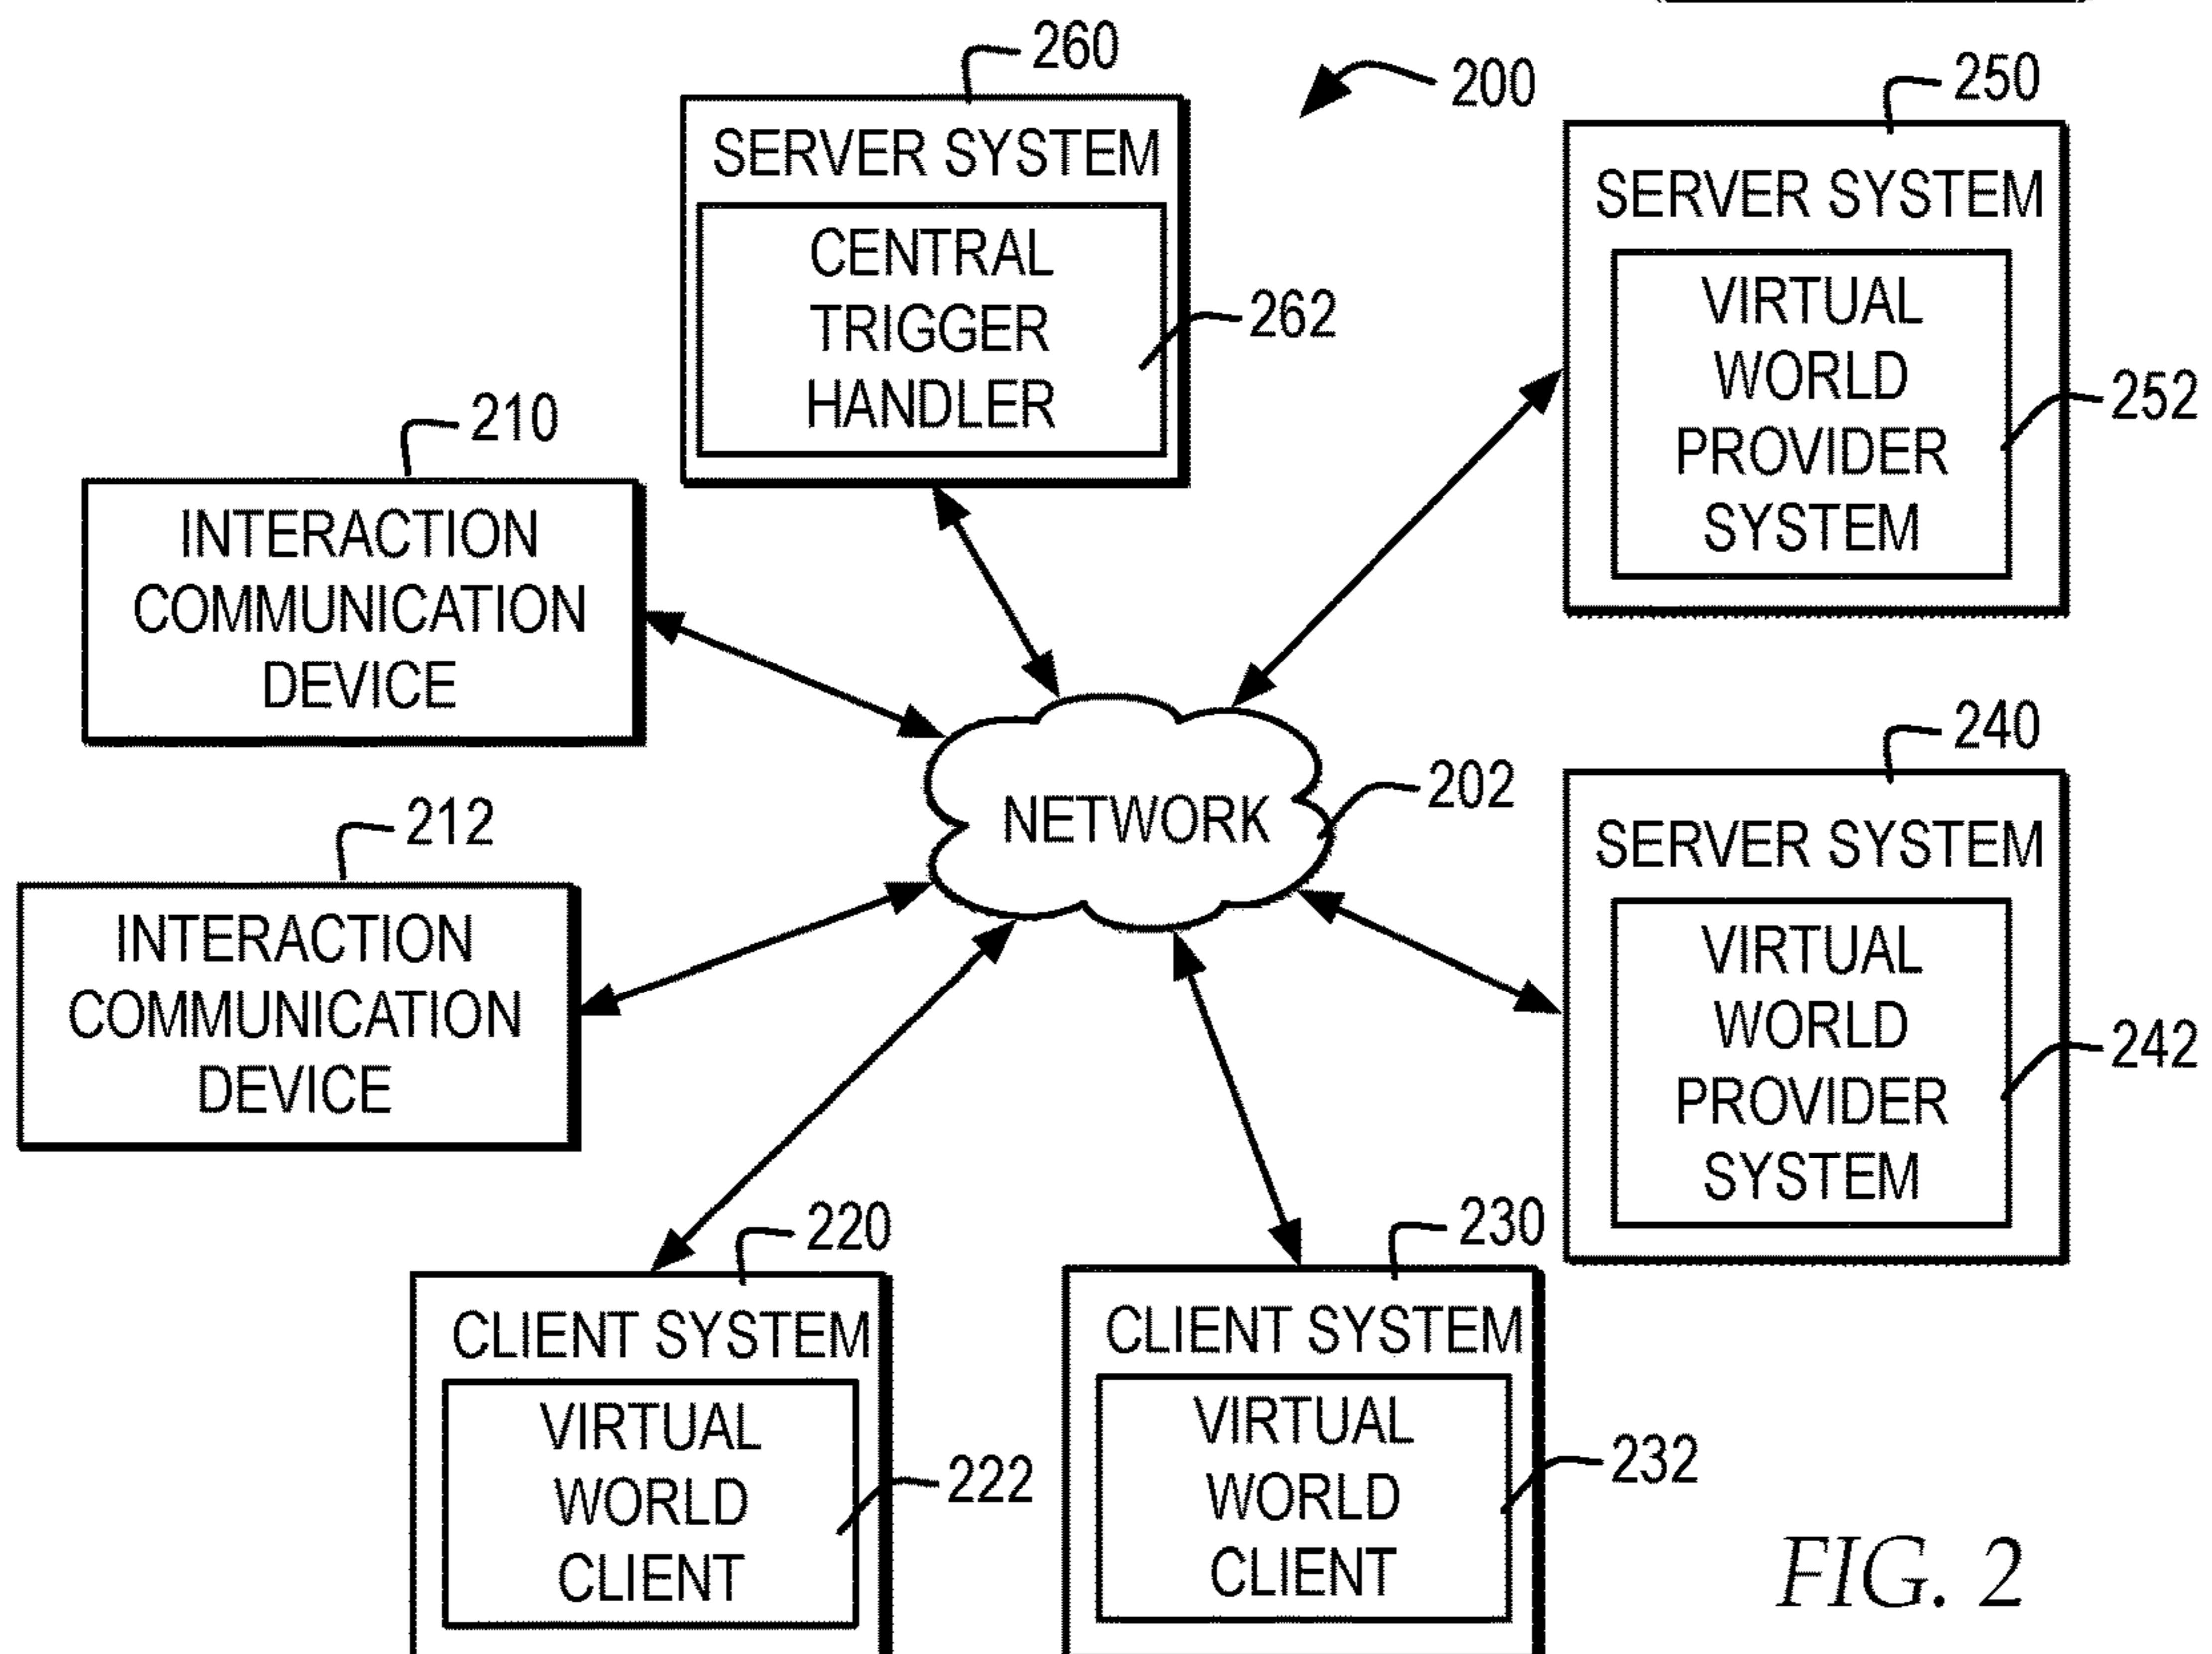 260
200
250
SERVER SYSTEM
CENTRAL
TRIGGER
HANDLER
262
SERVER SYSTEM
VIRTUAL
WORLD
PROVIDER
SYSTEM
252
210
INTERACTION
COMMUNICATION
DEVICE
NETWORK
202
240
SERVER SYSTEM
VIRTUAL
WORLD
PROVIDER
SYSTEM
242
212
INTERACTION
COMMUNICATION
DEVICE
220
CLIENT SYSTEM
VIRTUAL
WORLD
CLIENT
222
230
CLIENT SYSTEM
VIRTUAL
WORLD
CLIENT
232
FIG. 2